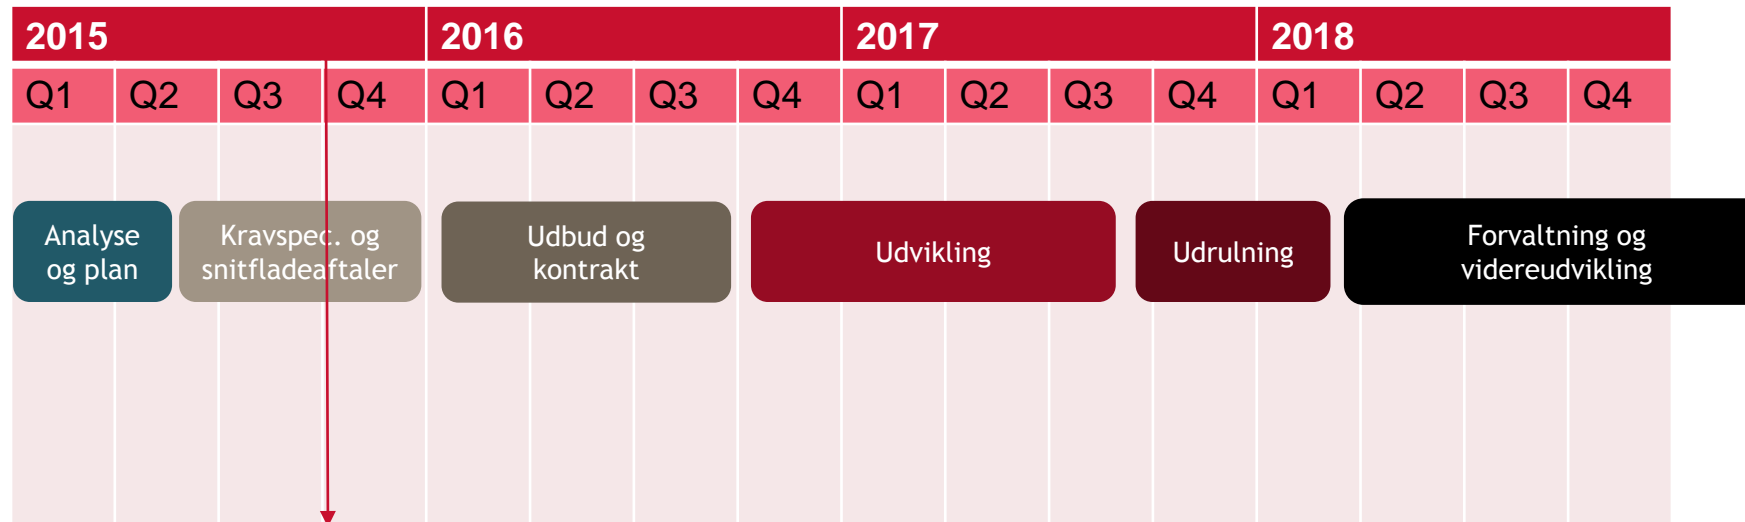 2015 2016 2017 2018
Q1 Q2 Q3 Q4 Q1 Q2 Q3 Q4 Q1 Q2 Q3 Q4 Q1 Q2 Q3 Q4
Analyse
og plan
Kravspec. og
snitfladeaftaler
Udbud og
kontrakt
Udvikling
Udrulning
Forvaltning og
videreudvikling